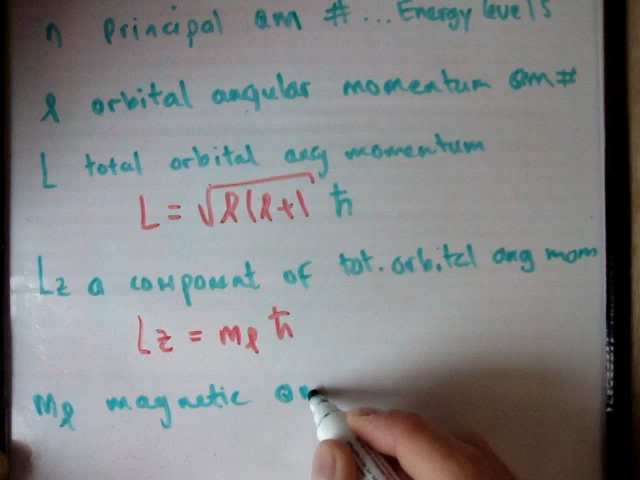 n principal qm # ... Energy levels
l orbital angular momentum qm #
L total orbital ang momentum
L = √l(l+1) ħ
Lz a component of tot. orbital ang mom
Lz = ml ħ
ml magnetic qm